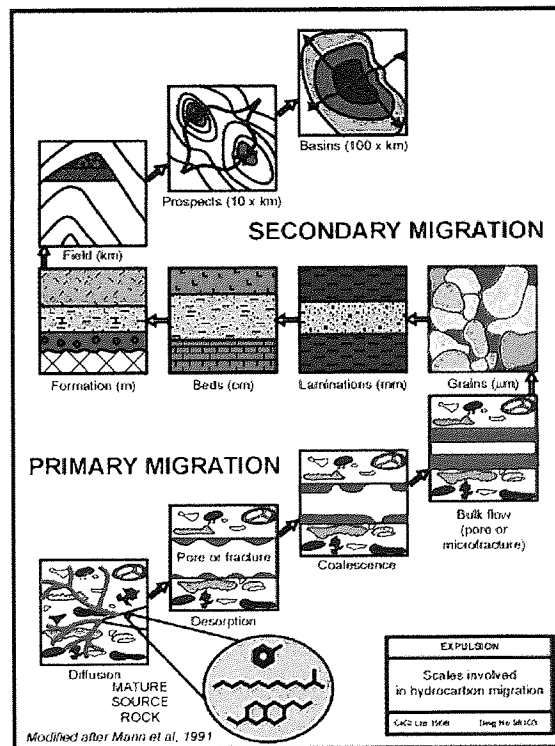 Basins (100 x km)
Prospects (10 x km)
SECONDARY MIGRATION
Field (km)
Formation (m)
Beds (cm)
Laminations (mm)
Grains (μm)
PRIMARY MIGRATION
Bulk flow
(pore or
microfracture)
Coalescence
Pore or fracture
Desorption
Diffusion
MATURE
SOURCE
ROCK
EXPULSION
Scales involved
in hydrocarbon migration
Modified after Mann et al, 1991